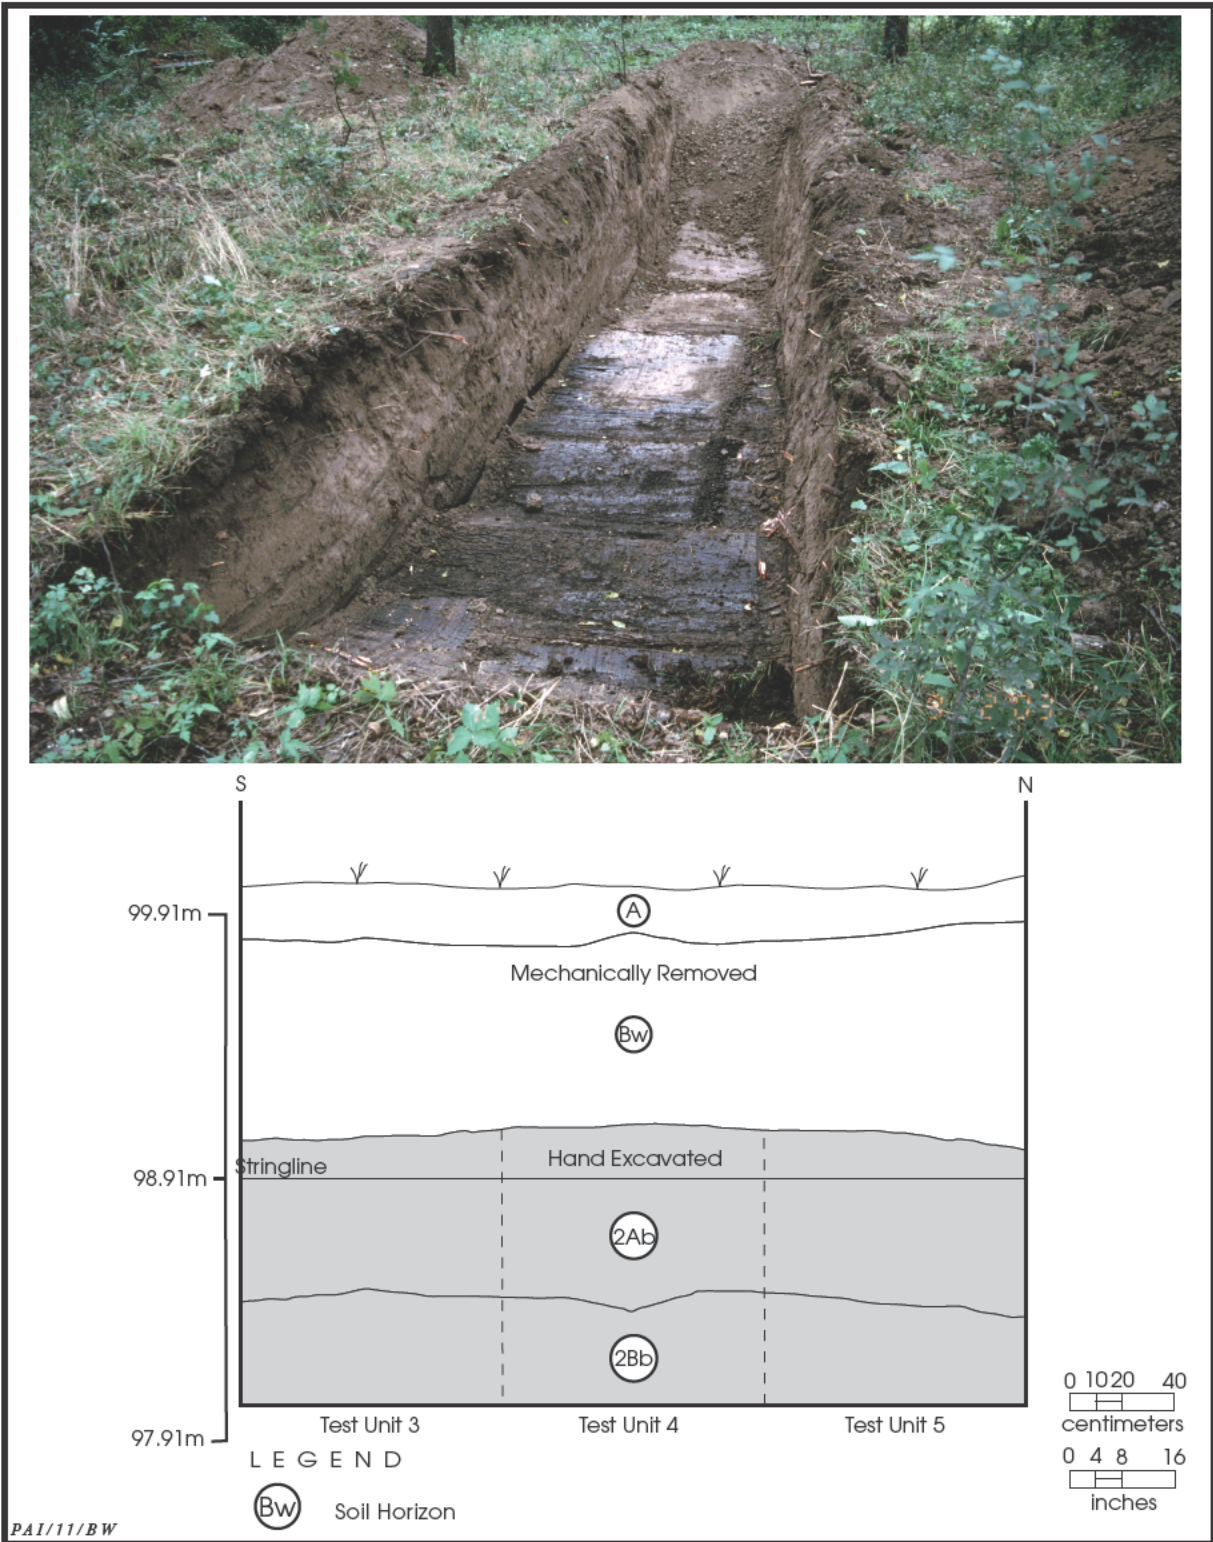 S N
A
99.91m
Mechanically Removed
Bw
Hand Excavated
Stringline
98.91m
2Ab
2Bb
0 10 20 40
centimeters
Test Unit 3 Test Unit 4 Test Unit 5
97.91m
LEGEND
0 4 8 16
inches
Bw Soil Horizon
PAI/11/BW